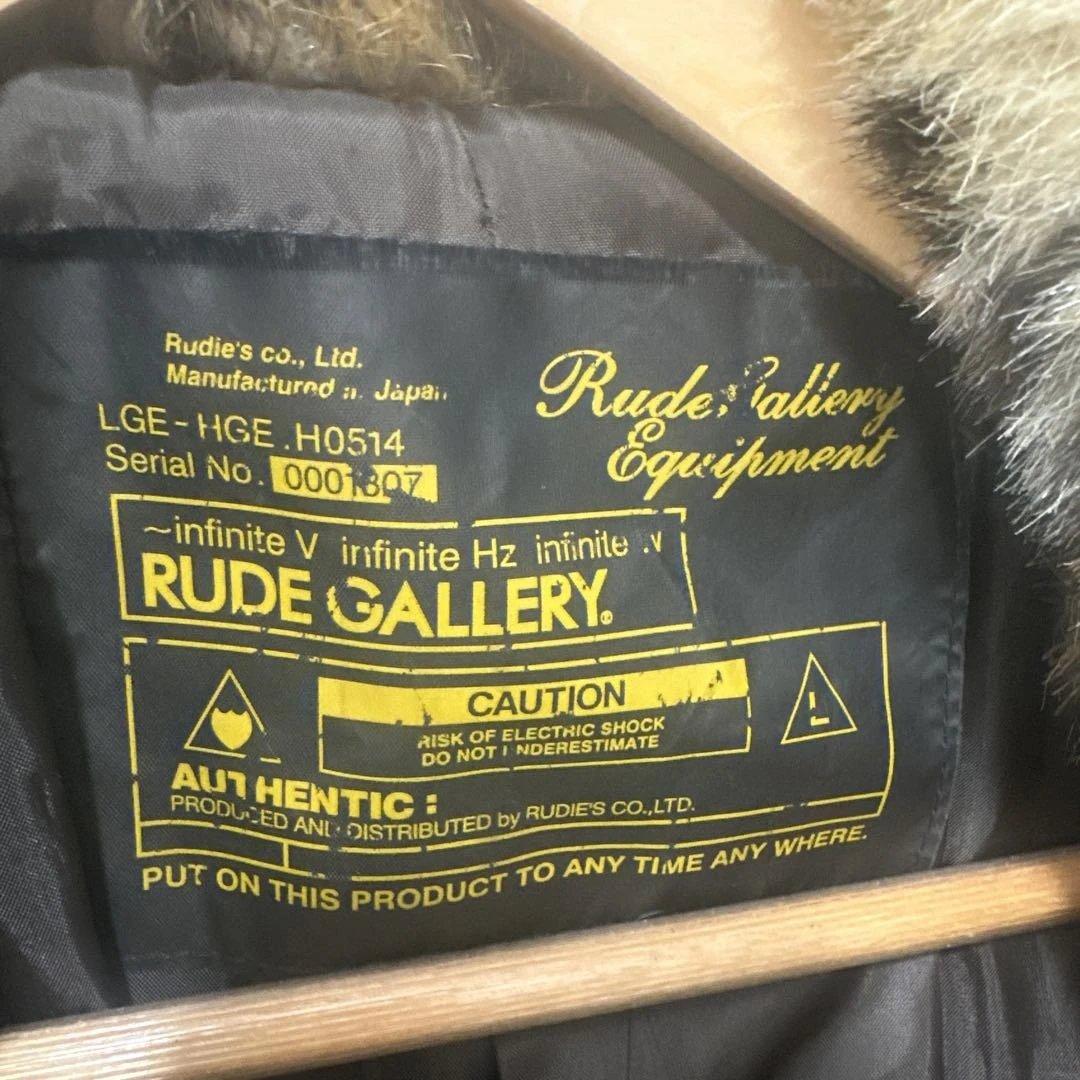 Rudie's co., Ltd.
Manufactured in Japan
LGE-HGE.H0514
Serial No. 0001307
Rude Gallery
Equipment
~infinite V infinite Hz infinite
RUDE GALLERY
CAUTION
RISK OF ELECTRIC SHOCK
DO NOT UNDERESTIMATE
L
AUTHENTIC:
PRODUCED AND DISTRIBUTED by RUDIE'S CO.,LTD.
PUT ON THIS PRODUCT TO ANY TIME ANY WHERE.